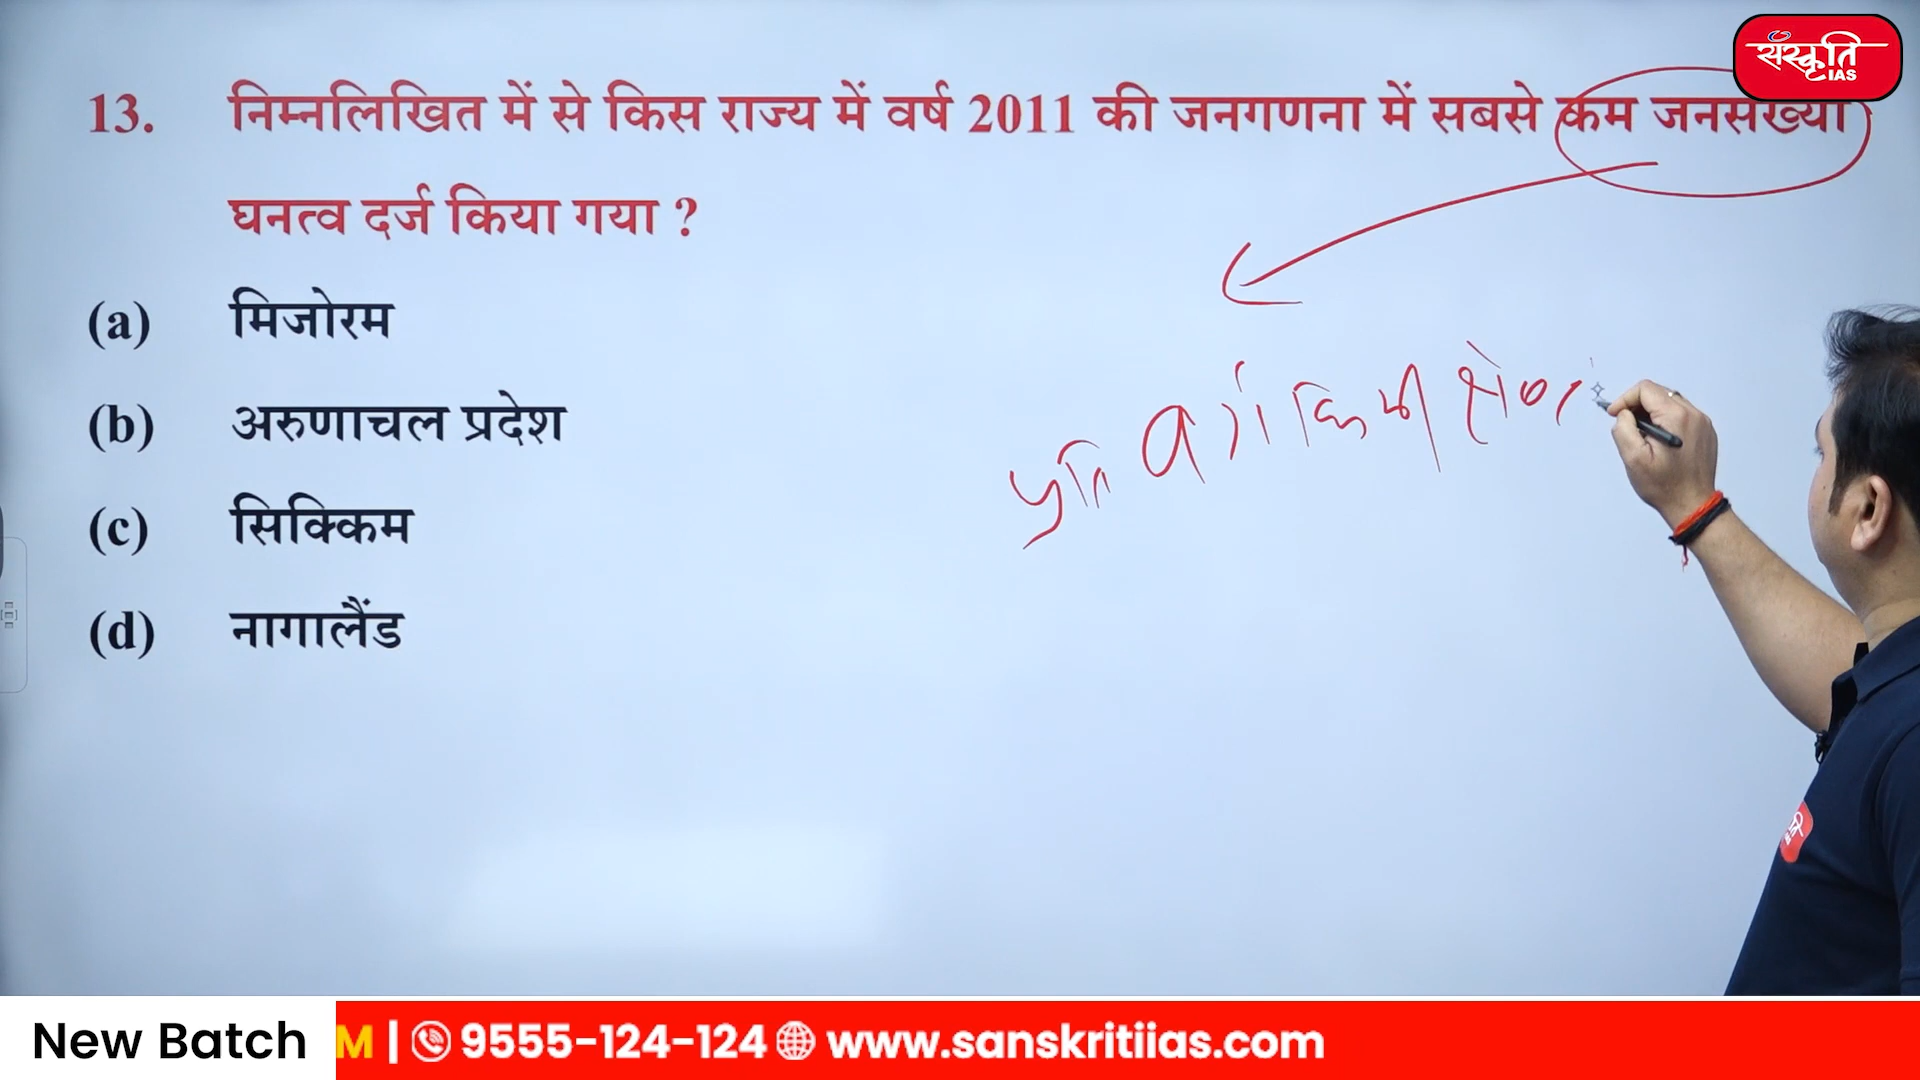 संस्कृति
IAS
13. निम्नलिखित में से किस राज्य में वर्ष 2011 की जनगणना में सबसे कम जनसंख्या
घनत्व दर्ज किया गया ?
(a) मिजोरम
(b) अरुणाचल प्रदेश
(c) सिक्किम
(d) नागालैंड
प्रति वर्ग किमी
New Batch
M | 9555-124-124 www.sanskritiias.com